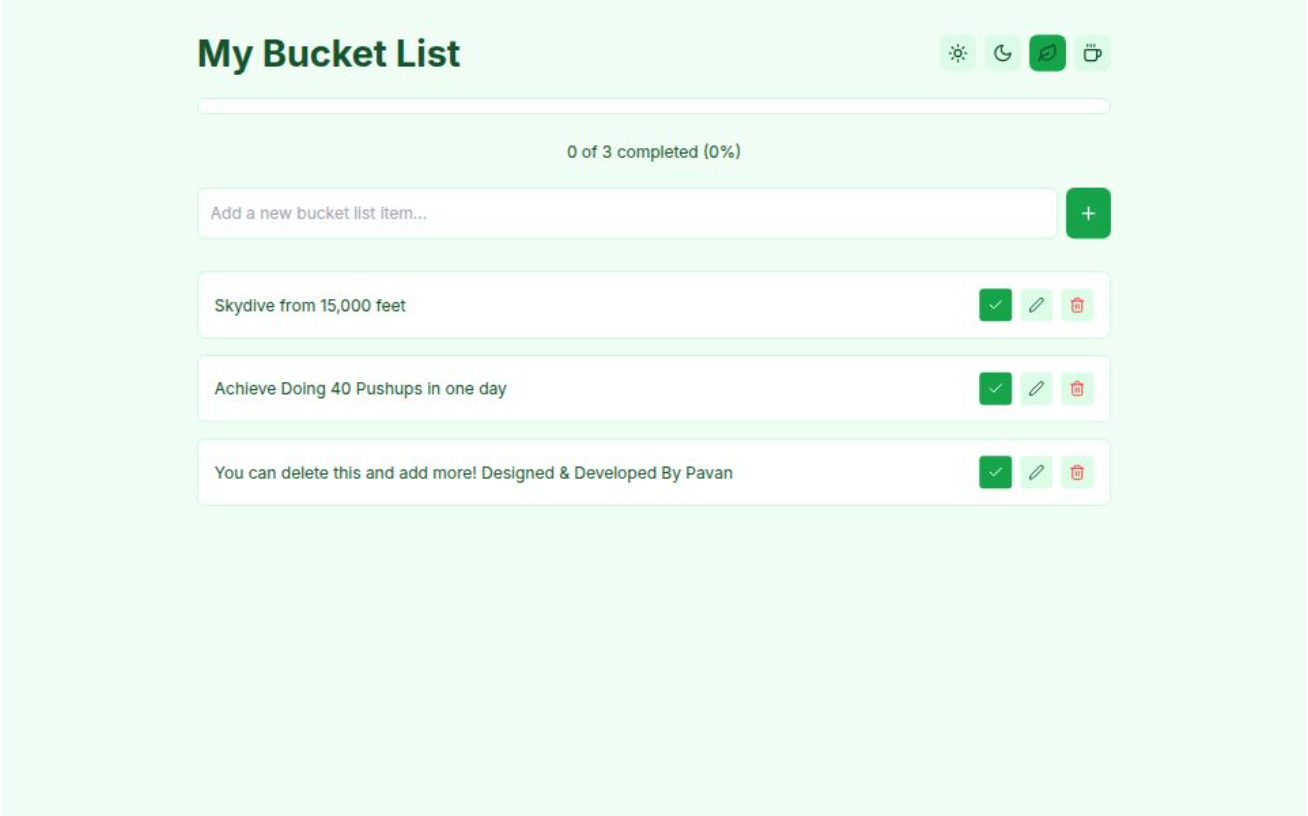 My Bucket List
0 of 3 completed (0%)
Add a new bucket list item...
Skydive from 15,000 feet
Achieve Doing 40 Pushups in one day
You can delete this and add more! Designed & Developed By Pavan